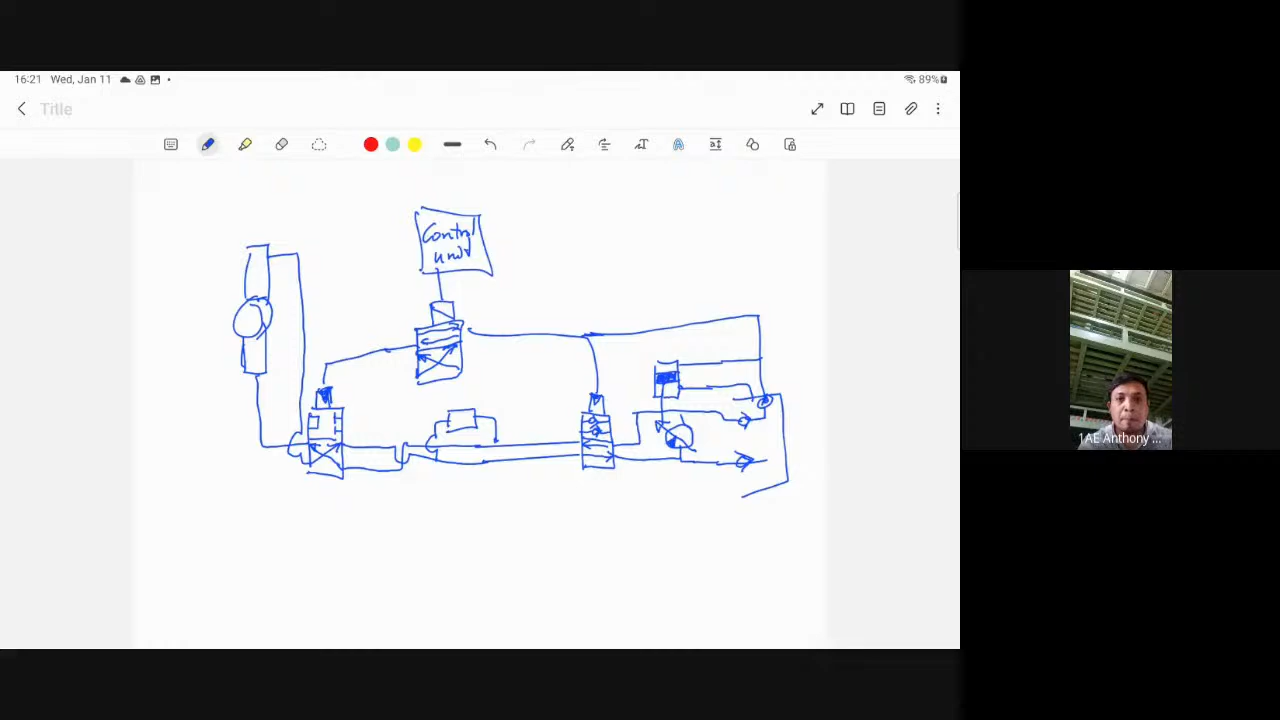 16:21 Wed, Jan 11
89%
Title
Control
unit
1AE Anthony ...